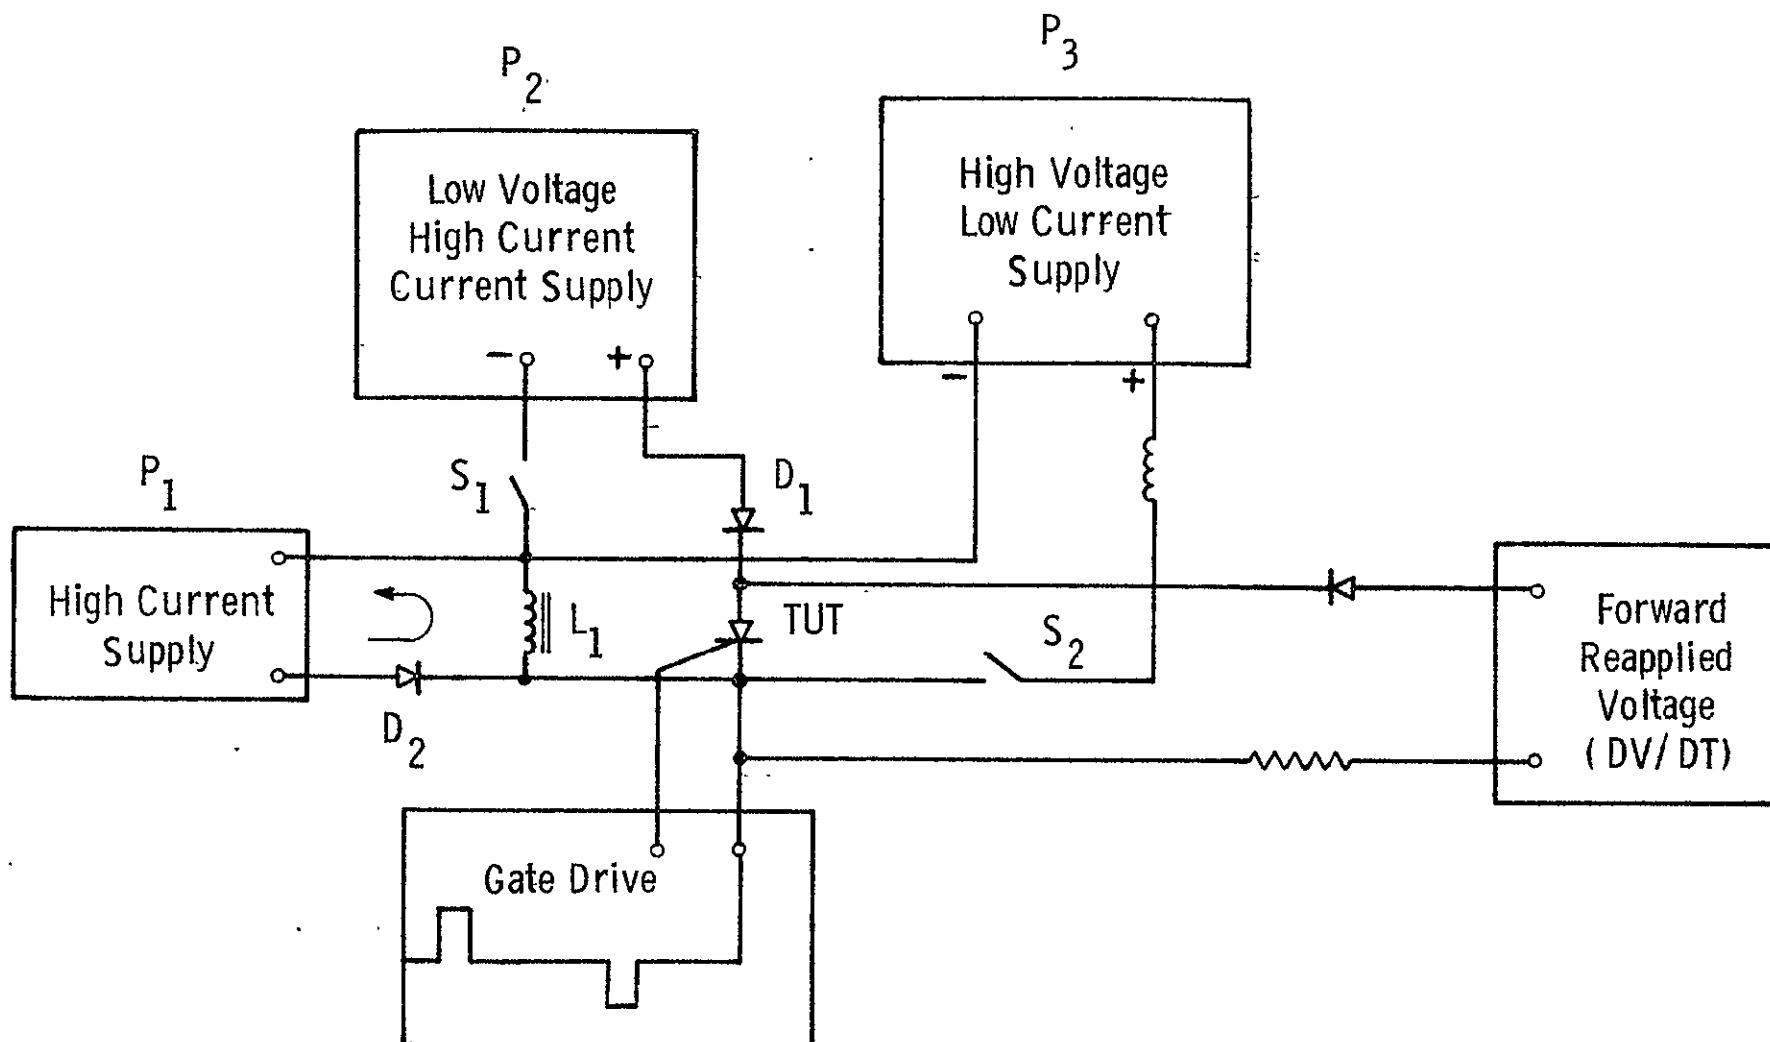 P2
Low Voltage
High Current
Current Supply
- +
P3
High Voltage
Low Current
Supply
- +
P1
High Current
Supply
S1
D1
L1
TUT
S2
D2
Forward
Reapplied
Voltage
( DV/ DT)
Gate Drive